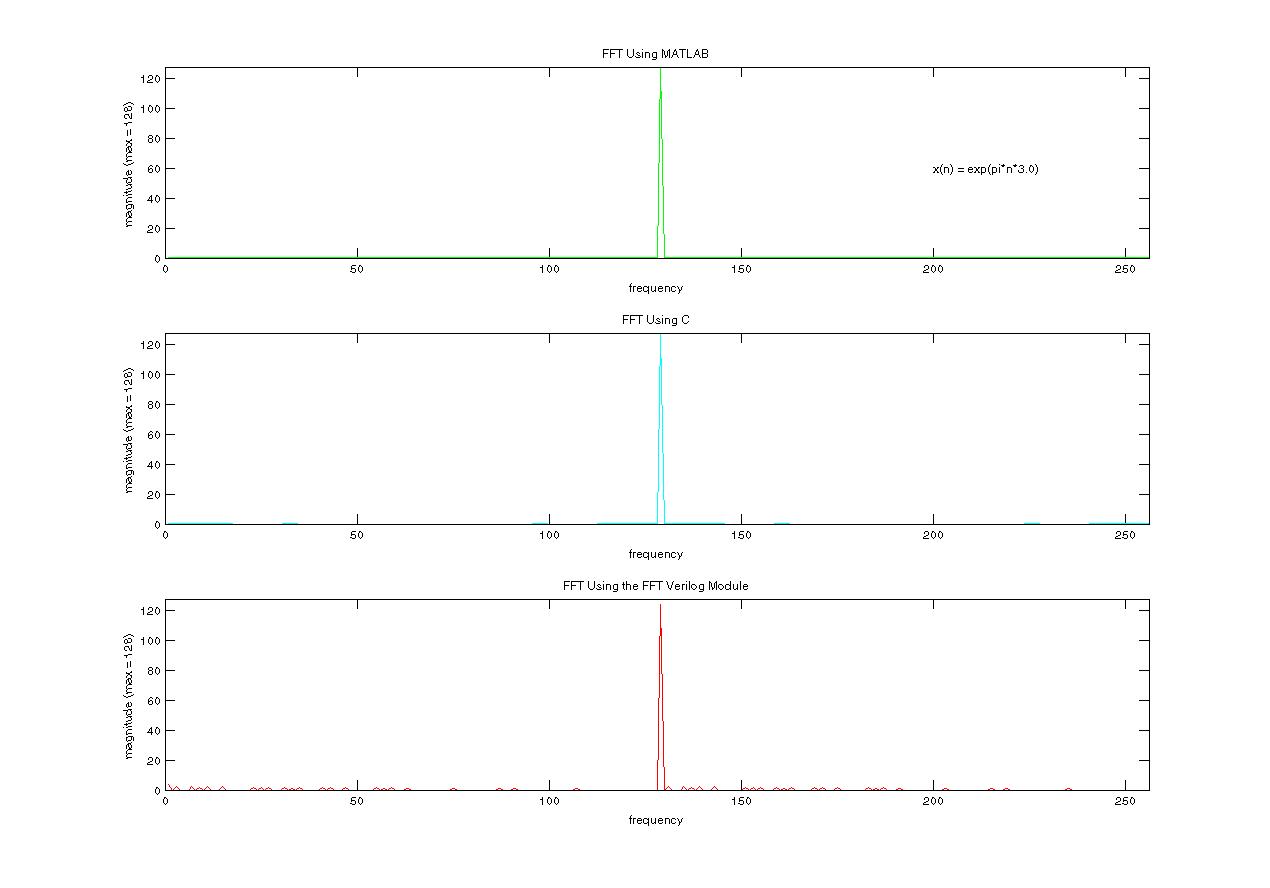 FFT Using MATLAB
magnitude (max = 128)
120
100
80
60
40
20
0
x(n) = exp(pi*n*3.0)
0 50 100 150 200 250
frequency
FFT Using C
magnitude (max = 128)
120
100
80
60
40
20
0
0 50 100 150 200 250
frequency
FFT Using the FFT Verilog Module
magnitude (max = 128)
120
100
80
60
40
20
0
0 50 100 150 200 250
frequency